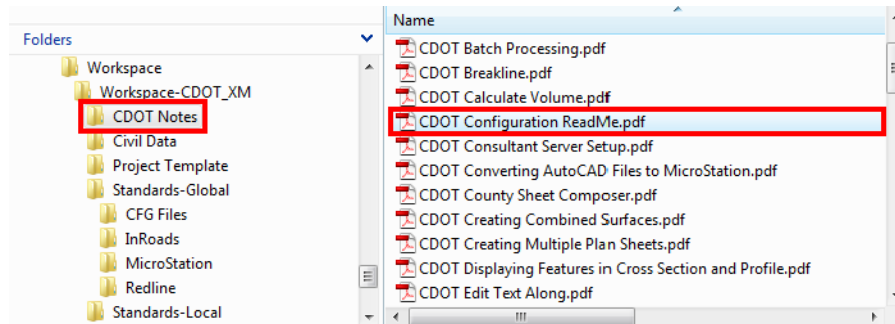 Folders
Workspace
Workspace-CDOT_XM
CDOT Notes
Civil Data
Project Template
Standards-Global
CFG Files
InRoads
MicroStation
Redline
Standards-Local
Name
CDOT Batch Processing.pdf
CDOT Breakline.pdf
CDOT Calculate Volume.pdf
CDOT Configuration ReadMe.pdf
CDOT Consultant Server Setup.pdf
CDOT Converting AutoCAD Files to MicroStation.pdf
CDOT County Sheet Composer.pdf
CDOT Creating Combined Surfaces.pdf
CDOT Creating Multiple Plan Sheets.pdf
CDOT Displaying Features in Cross Section and Profile.pdf
CDOT Edit Text Along.pdf